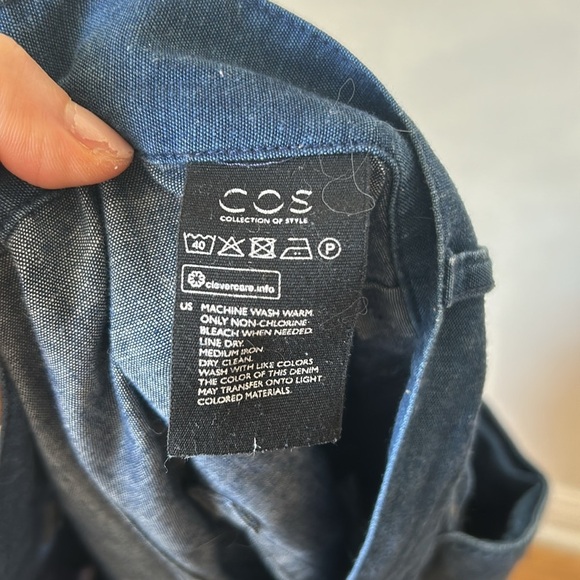 COS
COLLECTION OF STYLE
40 P
clevercare.info
US MACHINE WASH WARM
ONLY NON-CHLORINE
BLEACH WHEN NEEDED
LINE DRY
MEDIUM IRON
DRY CLEAN
WASH WITH LIKE COLORS
THE COLOR OF THIS DENIM
MAY TRANSFER ONTO LIGHT
COLORED MATERIALS.